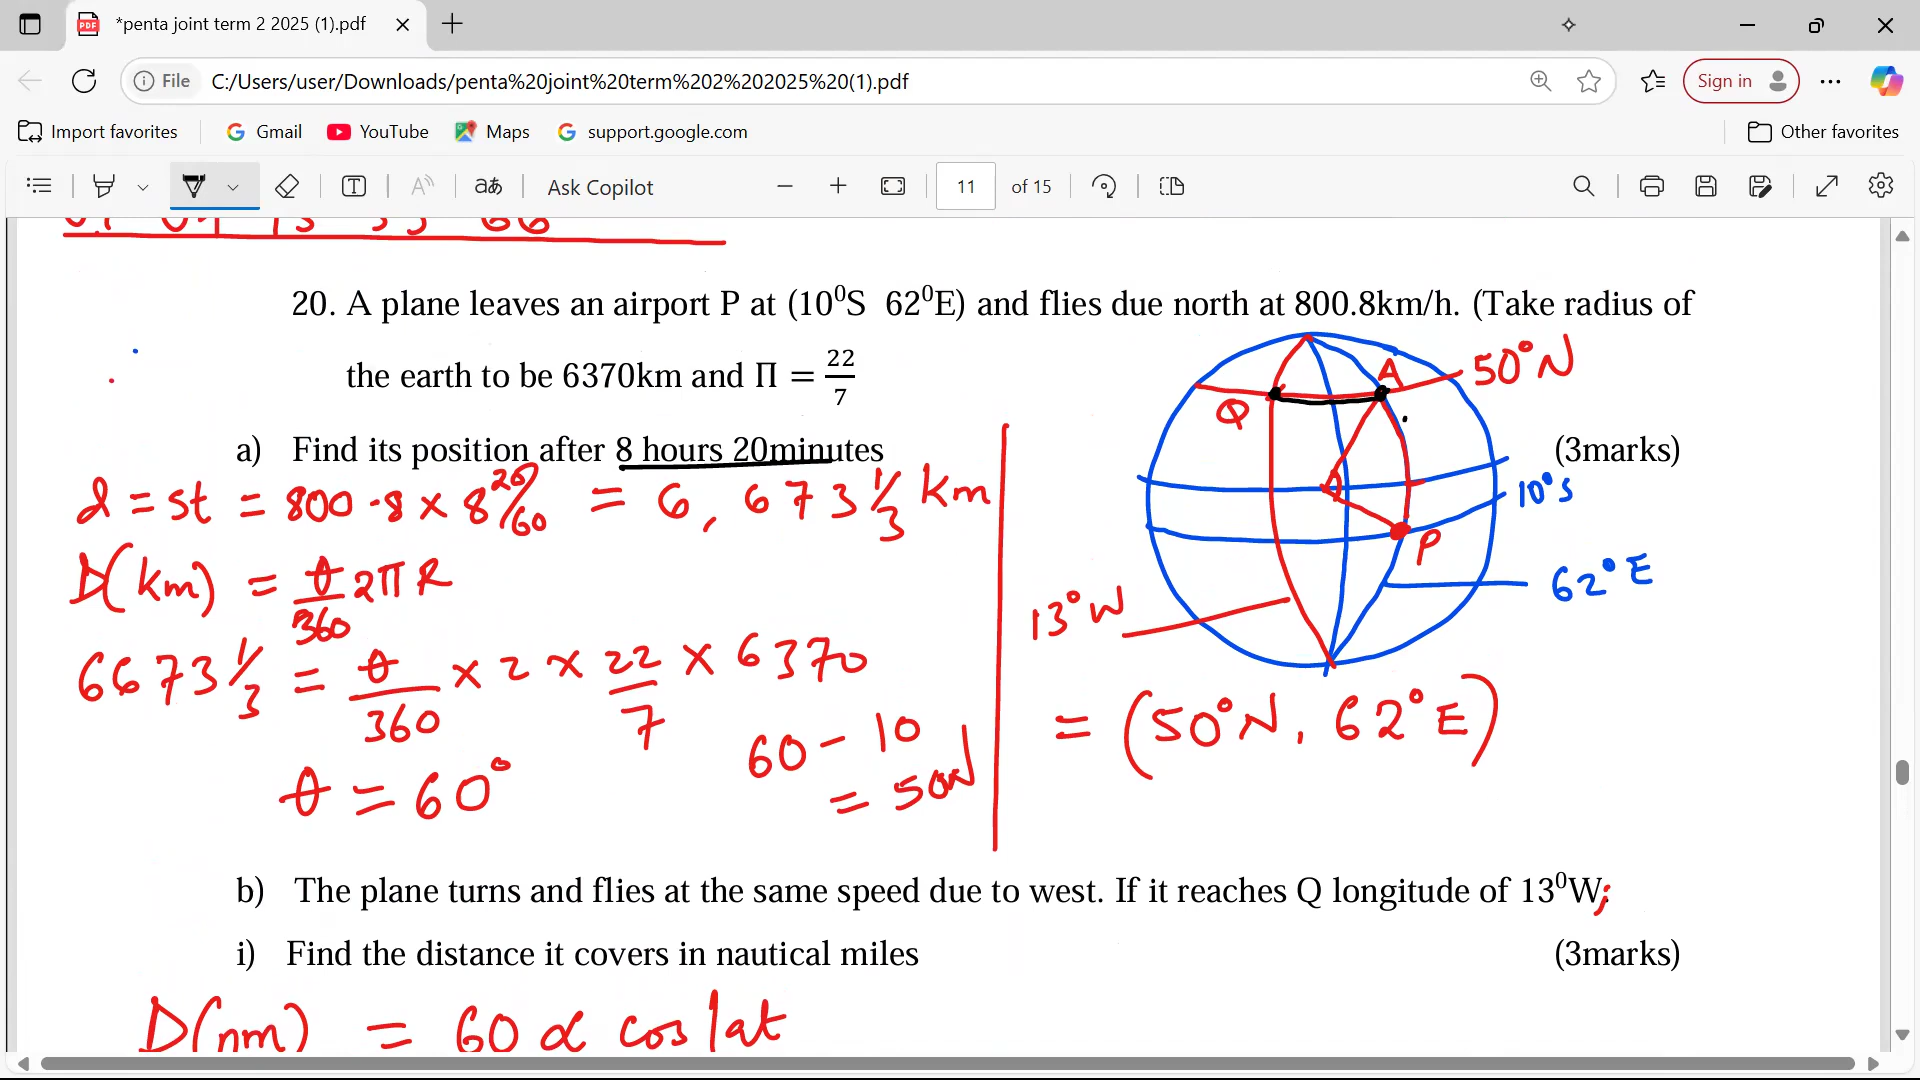 *penta joint term 2 2025 (1).pdf
File C:/Users/user/Downloads/penta%20joint%20term%202%202025%20(1).pdf
Sign in
Import favorites Gmail YouTube Maps support.google.com Other favorites
Ask Copilot 11 of 15
20. A plane leaves an airport P at (10⁰S 62⁰E) and flies due north at 800.8km/h. (Take radius of
the earth to be 6370km and Π = 22/7
a) Find its position after 8 hours 20minutes (3marks)
d = st = 800.8 × 8 20/60 = 6,673 1/3 km
D(km) = θ/360 2πR
6673 1/3 = θ/360 × 2 × 22/7 × 6370
θ = 60°
60 - 10
= 50N
50°N
A
Q
10°S
P
62°E
13°W
= (50°N, 62°E)
b) The plane turns and flies at the same speed due to west. If it reaches Q longitude of 13⁰W;
i) Find the distance it covers in nautical miles (3marks)
D(nm) = 60 α cos lat